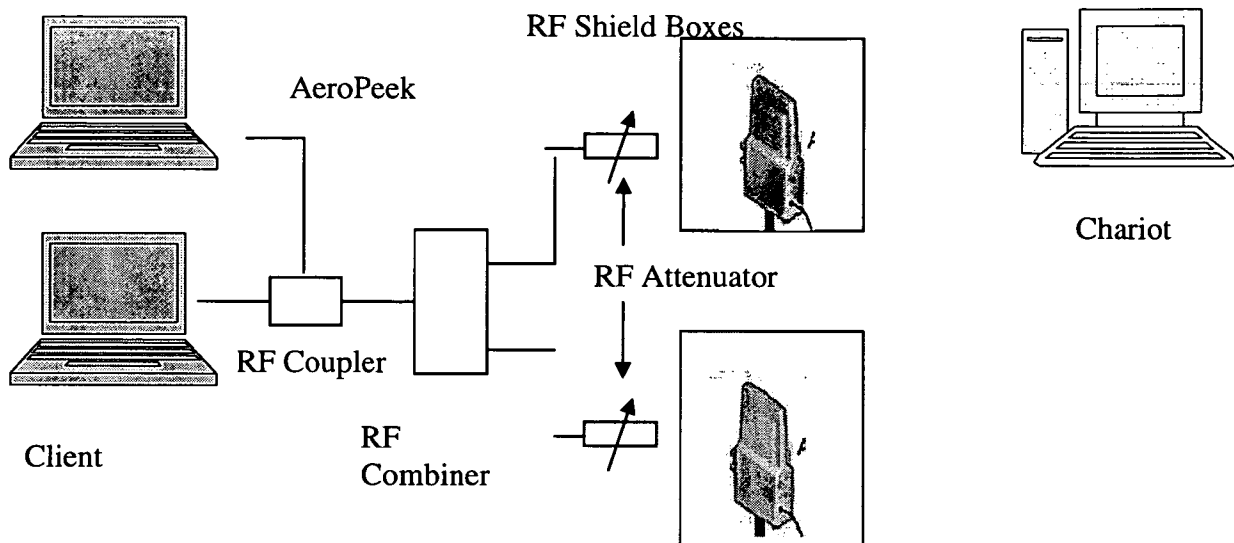 RF Shield Boxes
AeroPeek
Chariot
RF Attenuator
RF Coupler
Client
RF
Combiner